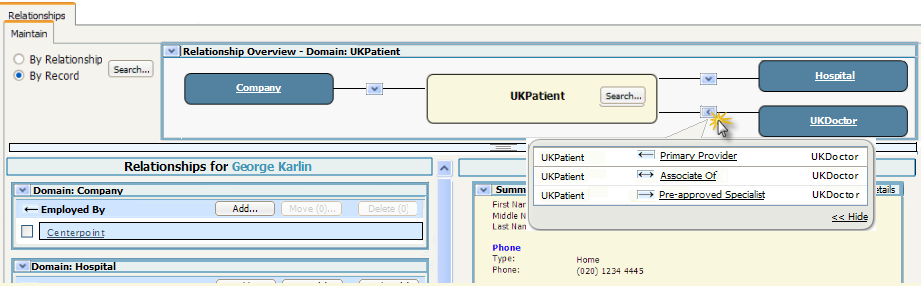 Relationships
Maintain
By Relationship
By Record
Search...
Relationship Overview - Domain: UKPatient
Company
UKPatient
Search...
Hospital
UKDoctor
UKPatient Primary Provider UKDoctor
UKPatient Associate Of UKDoctor
UKPatient Pre-approved Specialist UKDoctor
<< Hide
Relationships for George Karlin
Domain: Company
Employed By Add... Move (0)... Delete (0)
Centerpoint
Domain: Hospital
Summ
etails
First Nan
Middle N
Last Nan
Phone
Type: Home
Phone: (020) 1234 4445